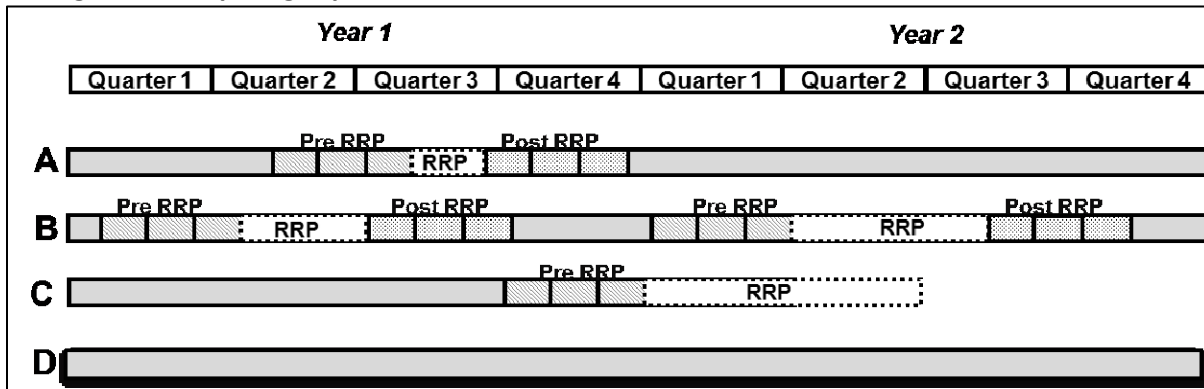 Year 1 Year 2
Quarter 1 Quarter 2 Quarter 3 Quarter 4 Quarter 1 Quarter 2 Quarter 3 Quarter 4
Pre RRP Post RRP
A RRP
Pre RRP Post RRP Pre RRP Post RRP
B RRP RRP
Pre RRP
C RRP
D